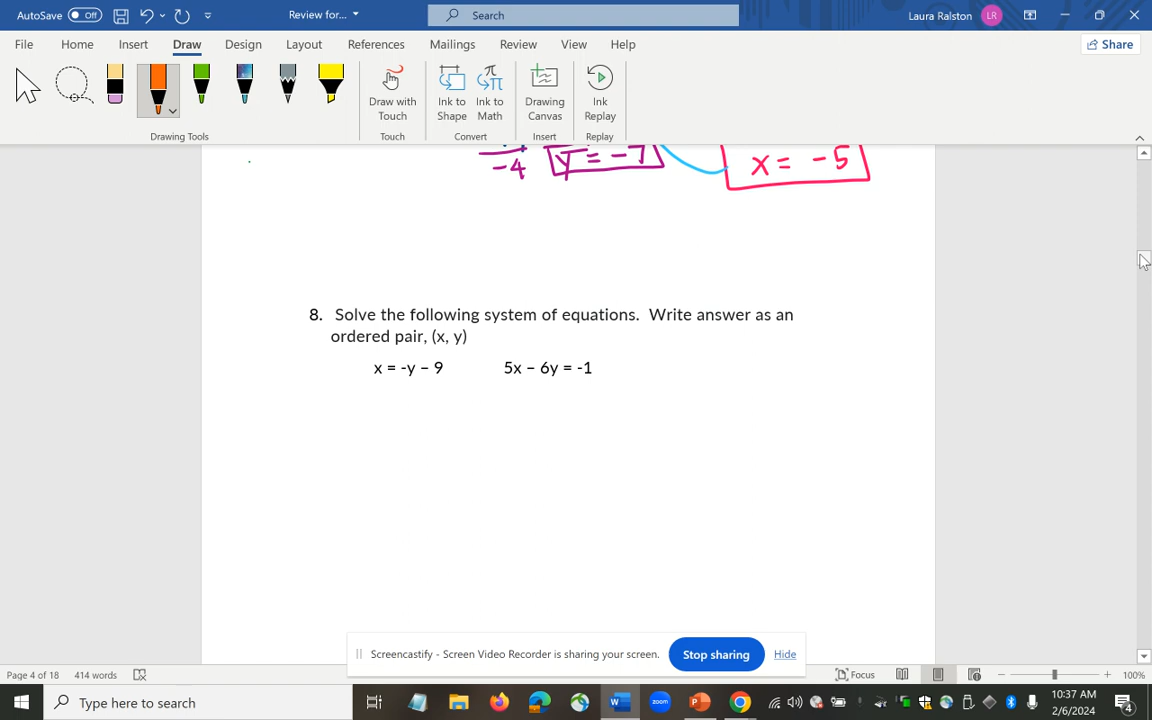 AutoSave Off Review for... Search Laura Ralston LR
File Home Insert Draw Design Layout References Mailings Review View Help Share
Draw with Touch Ink to Shape Ink to Math Drawing Canvas Ink Replay
Drawing Tools Touch Convert Insert Replay
-4 y = -7 x = -5
8. Solve the following system of equations. Write answer as an
ordered pair, (x, y)
x = -y – 9 5x – 6y = -1
Screencastify - Screen Video Recorder is sharing your screen. Stop sharing Hide
Page 4 of 18 414 words Focus 100%
Type here to search zoom 10:37 AM
2/6/2024 4